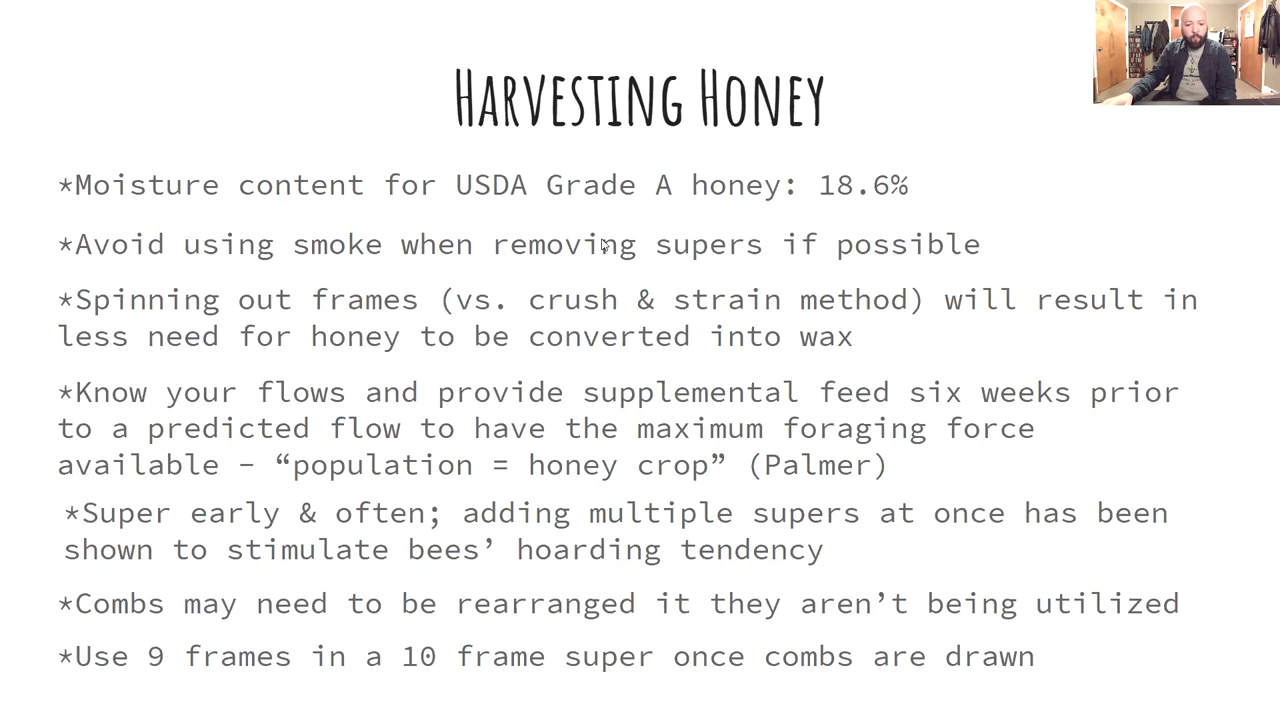 Harvesting Honey
*Moisture content for USDA Grade A honey: 18.6%
*Avoid using smoke when removing supers if possible
*Spinning out frames (vs. crush & strain method) will result in
less need for honey to be converted into wax
*Know your flows and provide supplemental feed six weeks prior
to a predicted flow to have the maximum foraging force
available – “population = honey crop” (Palmer)
*Super early & often; adding multiple supers at once has been
shown to stimulate bees’ hoarding tendency
*Combs may need to be rearranged it they aren’t being utilized
*Use 9 frames in a 10 frame super once combs are drawn